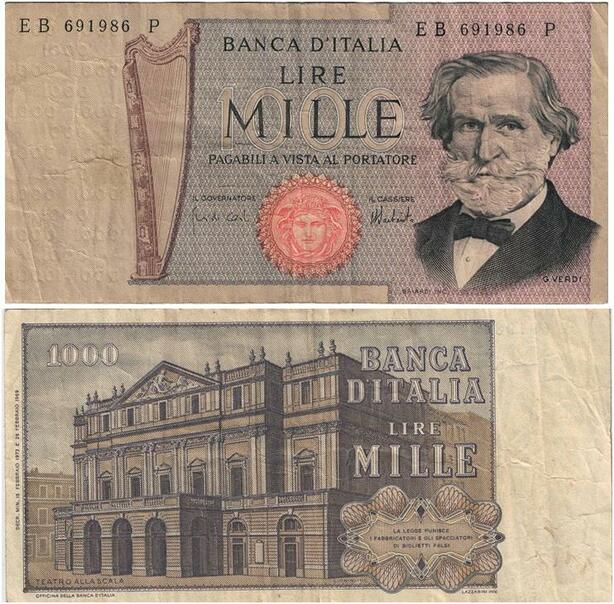 EB 691986 P
EB 691986 P
BANCA D'ITALIA
LIRE
1000
MILLE
PAGABILI A VISTA AL PORTATORE
IL GOVERNATORE
IL CASSIERE
G. VERDI
1000
BANCA
D'ITALIA
LIRE
MILLE
LA LEGGE PUNISCE
I FABBRICATORI E GLI SPACCIATORI
DI BIGLIETTI FALSI
TEATRO ALLA SCALA
OFFICINA DELLA BANCA D'ITALIA